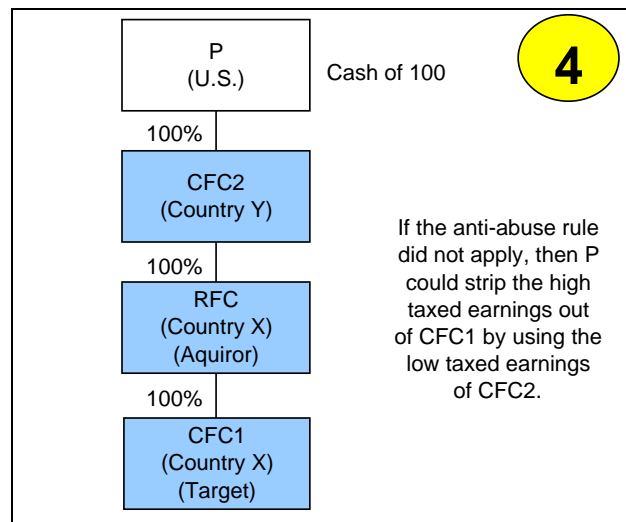 P
(U.S.)
Cash of 100
4
100%
CFC2
(Country Y)
100%
RFC
(Country X)
(Aquiror)
100%
CFC1
(Country X)
(Target)
If the anti-abuse rule
did not apply, then P
could strip the high
taxed earnings out
of CFC1 by using the
low taxed earnings
of CFC2.